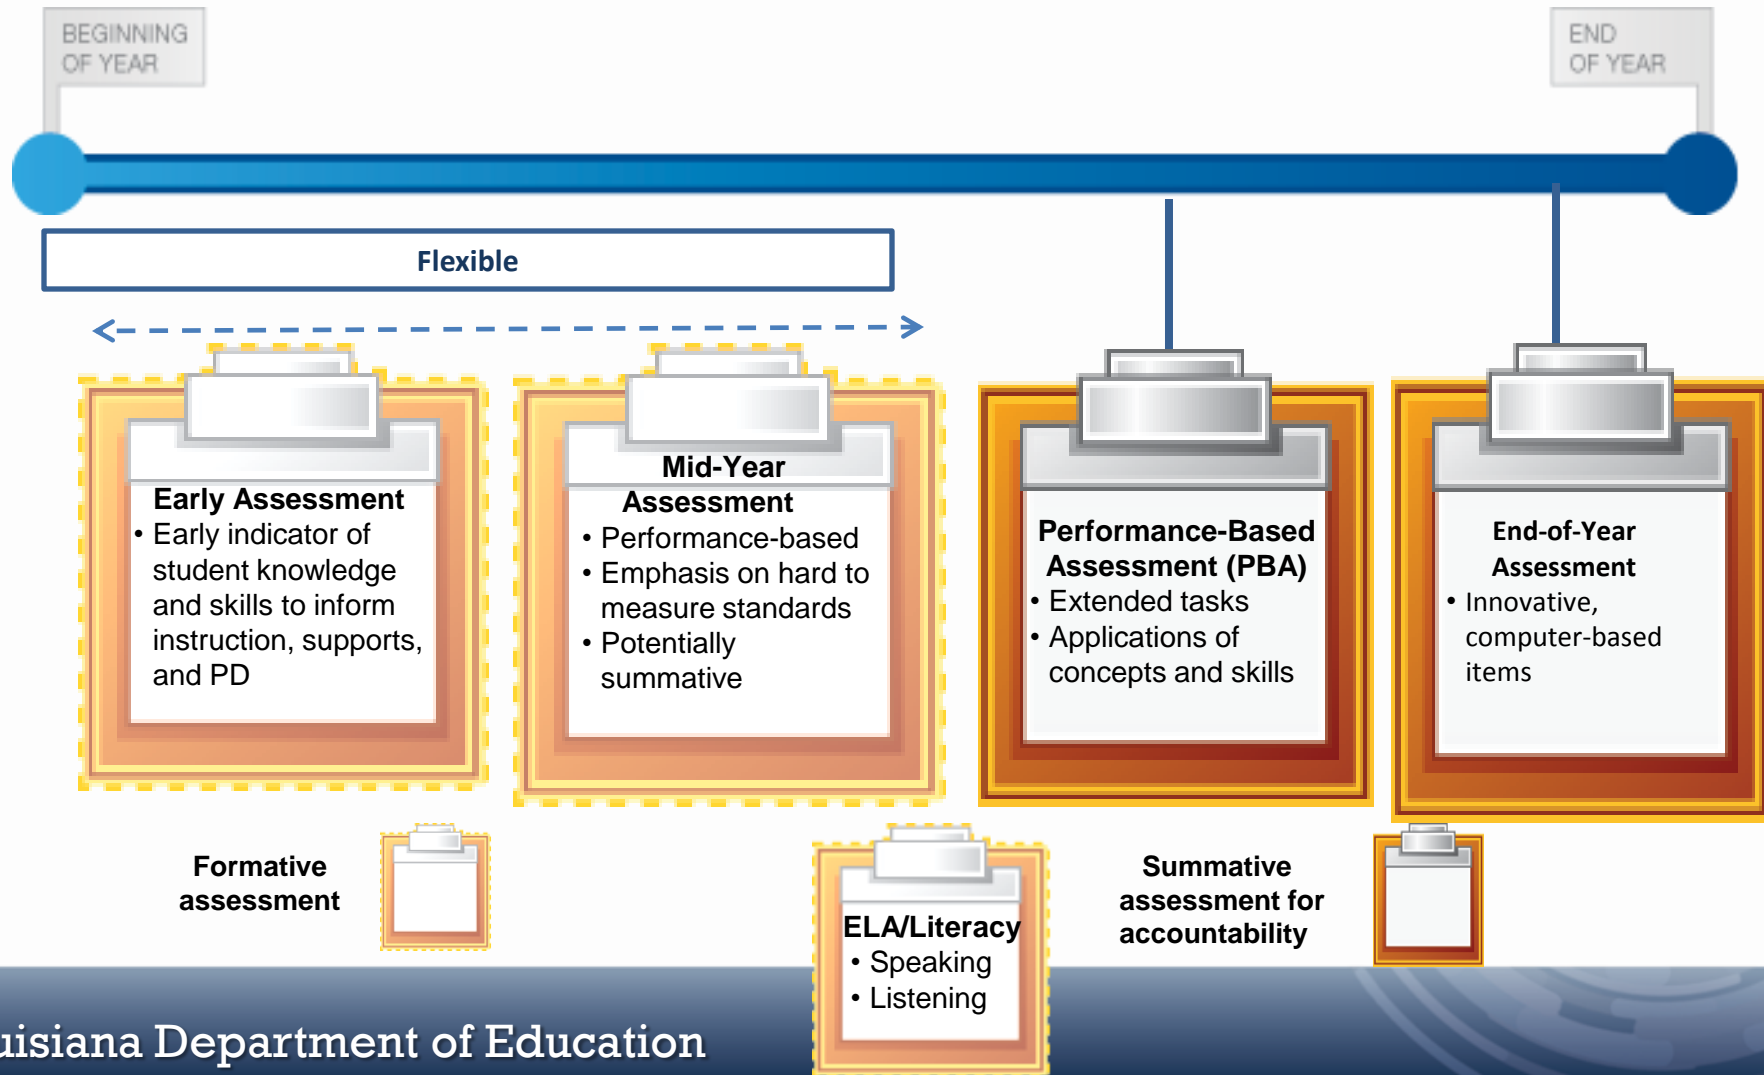 BEGINNING
OF YEAR
END
OF YEAR
Flexible
Early Assessment
• Early indicator of
student knowledge
and skills to inform
instruction, supports,
and PD
Mid-Year
Assessment
• Performance-based
• Emphasis on hard to
measure standards
• Potentially
summative
Performance-Based
Assessment (PBA)
• Extended tasks
• Applications of
concepts and skills
End-of-Year
Assessment
• Innovative,
computer-based
items
Formative
assessment
ELA/Literacy
• Speaking
• Listening
Summative
assessment for
accountability
uisiana Department of Education